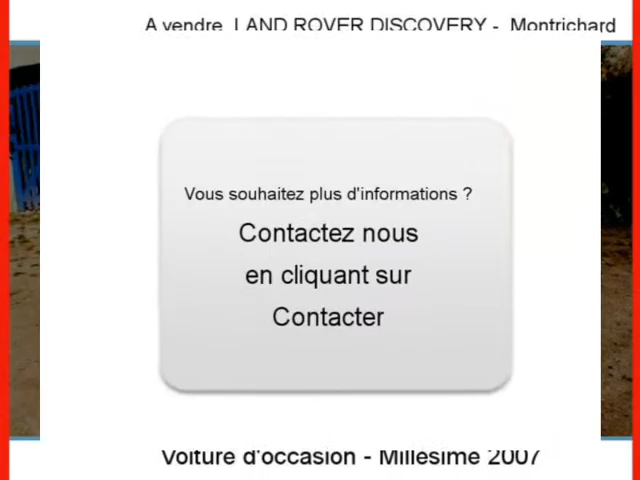 A vendre LAND ROVER DISCOVERY - Montrichard
Vous souhaitez plus d'informations ?
Contactez nous
en cliquant sur
Contacter
Voiture d'occasion - Millesime 2007